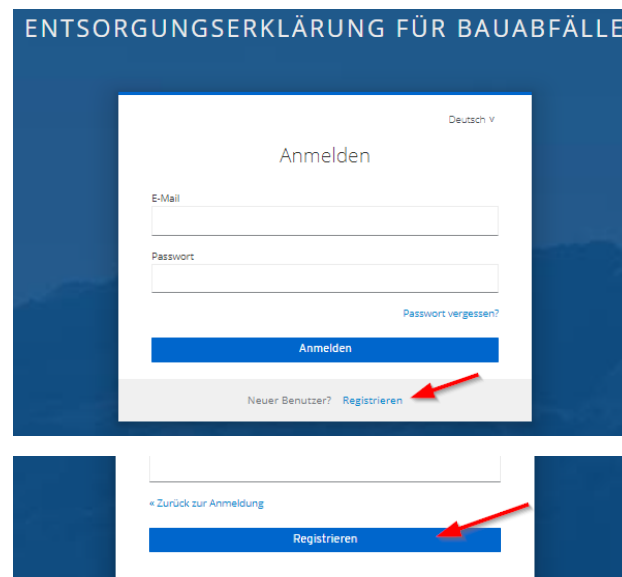 ENTSORGUNGSERKLÄRUNG FÜR BAUABFÄLLE
Deutsch ˅
Anmelden
E-Mail
Passwort
Passwort vergessen?
Anmelden
Neuer Benutzer? Registrieren
« Zurück zur Anmeldung
Registrieren